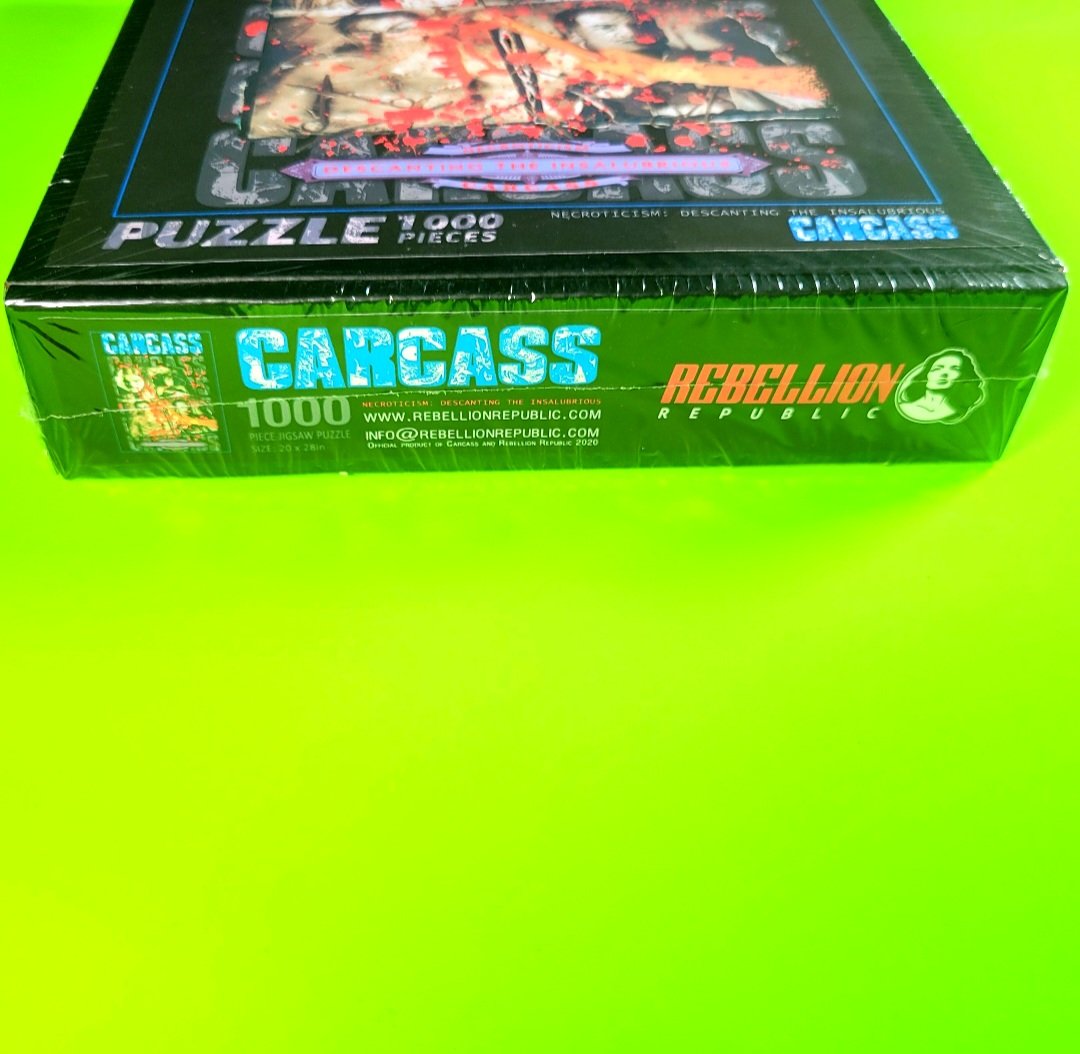 CARCASS
DESCANTING THE INSALUBRIOUS
CARCASS
PUZZLE 1000
PIECES
NECROTICISM: DESCANTING THE INSALUBRIOUS
CARCASS
CARCASS
CARCASS
1000
PIECE JIGSAW PUZZLE
SIZE: 20 x 28in
NECROTICISM: DESCANTING THE INSALUBRIOUS
WWW.REBELLIONREPUBLIC.COM
INFO@REBELLIONREPUBLIC.COM
OFFICIAL PRODUCT OF CARCASS AND REBELLION REPUBLIC 2020
REBELLION
REPUBLIC